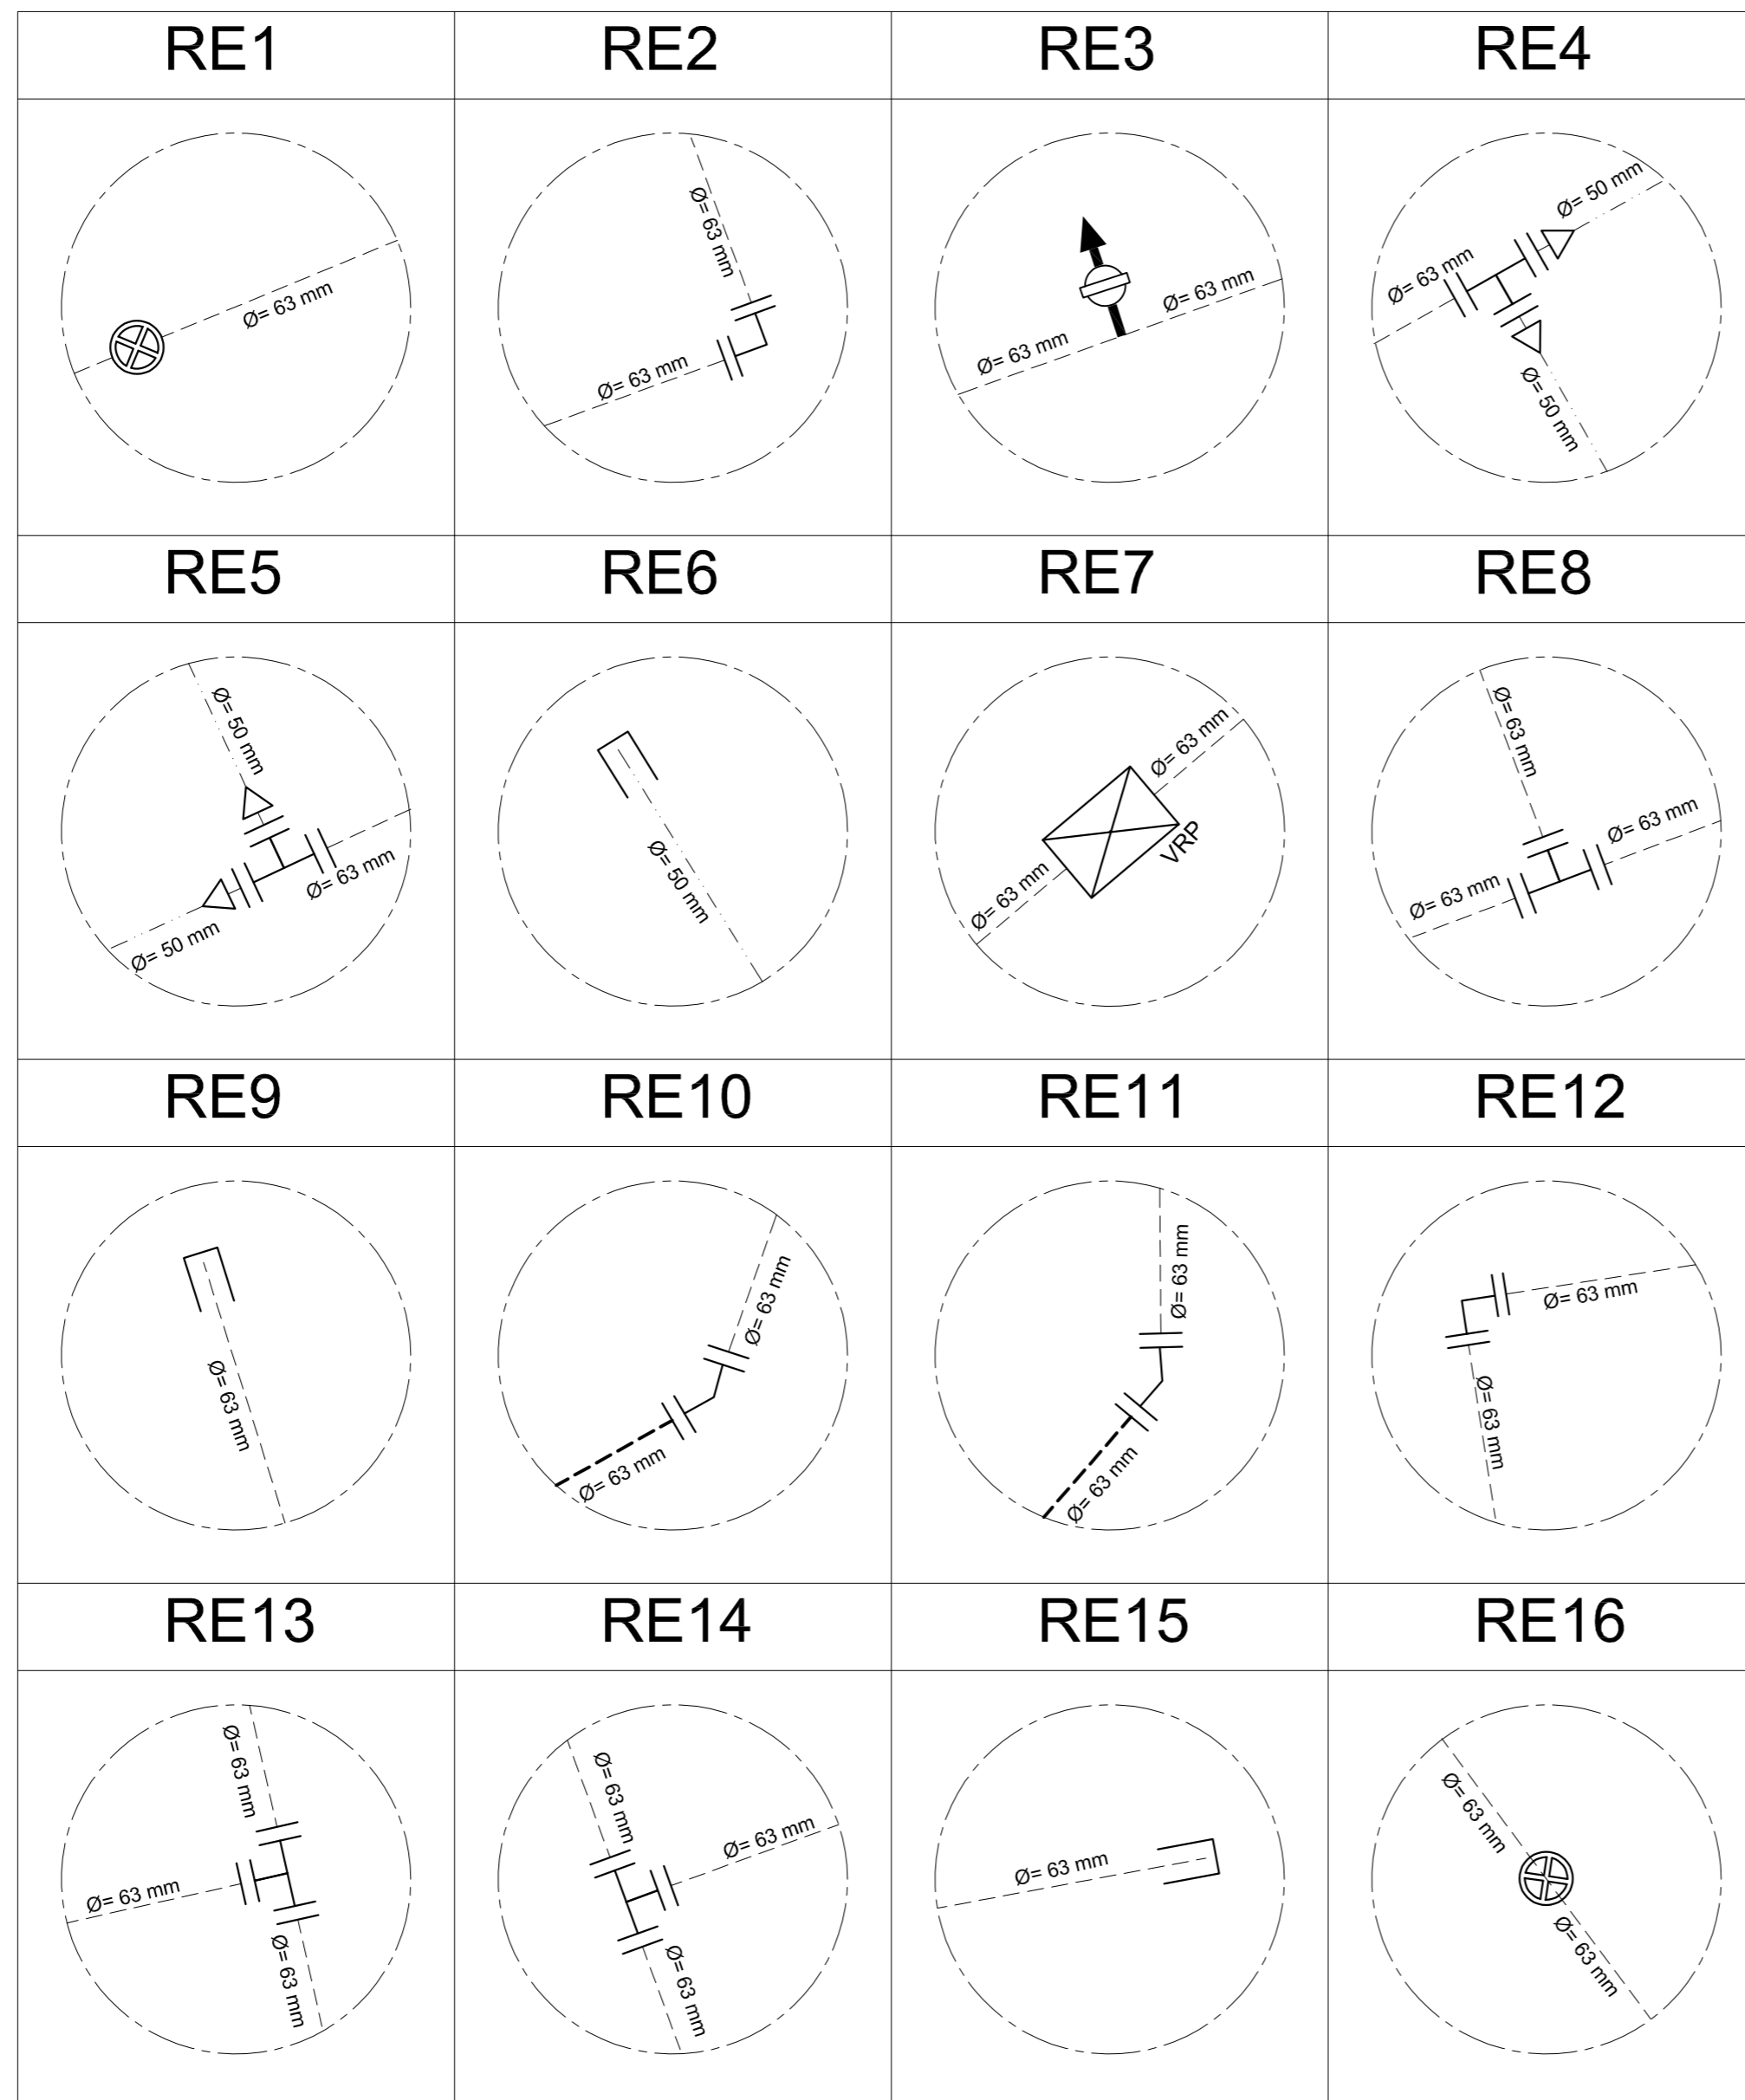 RE1
RE2
RE3
RE4
Ø= 63 mm
Ø= 63 mm
Ø= 63 mm
Ø= 63 mm
Ø= 63 mm
Ø= 50 mm
Ø= 63 mm
Ø= 50 mm
RE5
RE6
RE7
RE8
Ø= 50 mm
Ø= 63 mm
Ø= 50 mm
Ø= 50 mm
Ø= 63 mm
VRP
Ø= 63 mm
Ø= 63 mm
Ø= 63 mm
Ø= 63 mm
RE9
RE10
RE11
RE12
Ø= 63 mm
Ø= 63 mm
Ø= 63 mm
Ø= 63 mm
Ø= 63 mm
Ø= 63 mm
Ø= 63 mm
RE13
RE14
RE15
RE16
Ø= 63 mm
Ø= 63 mm
Ø= 63 mm
Ø= 63 mm
Ø= 63 mm
Ø= 63 mm
Ø= 63 mm
Ø= 63 mm
Ø= 63 mm